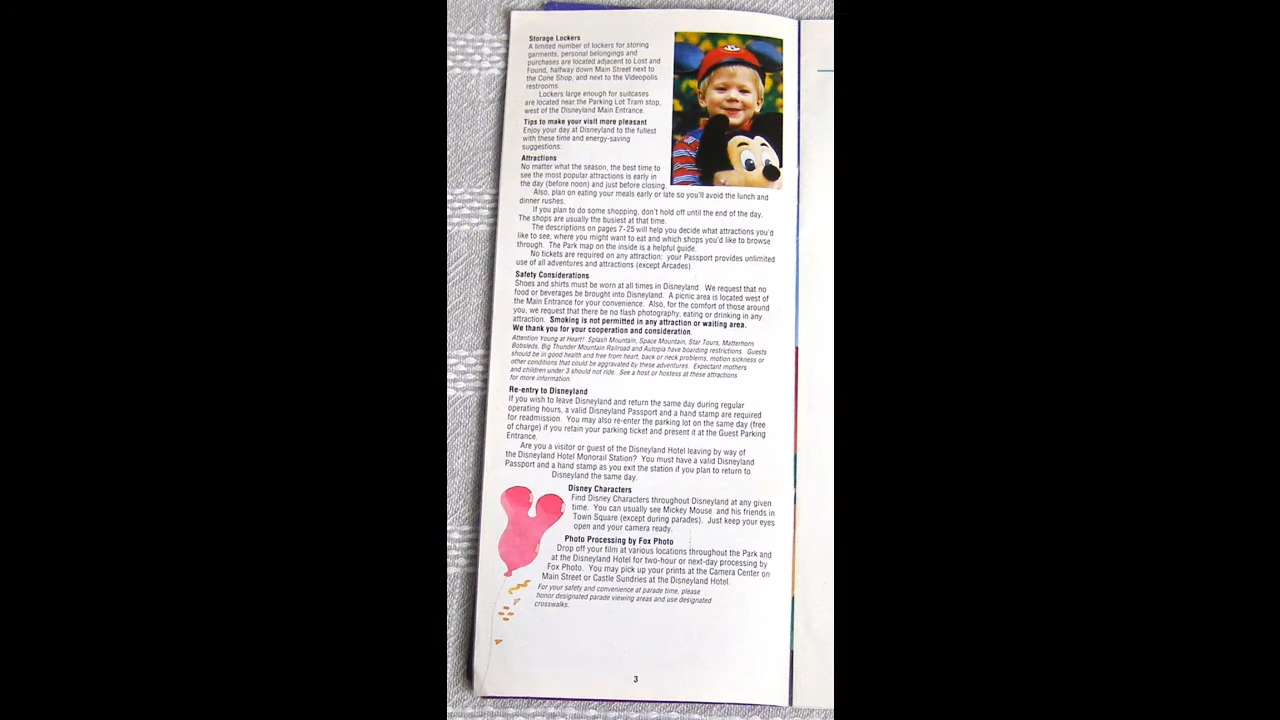 Storage Lockers
A limited number of lockers for storing
garments, personal belongings and
purchases are located adjacent to Lost and
Found, halfway down Main Street next to
the Cone Shop, and next to the Videopolis
restrooms.
Lockers large enough for suitcases
are located near the Parking Lot Tram stop,
west of the Disneyland Main Entrance.
Tips to make your visit more pleasant
Enjoy your day at Disneyland to the fullest
with these time and energy-saving
suggestions:
Attractions
No matter what the season, the best time to
see the most popular attractions is early in
the day (before noon) and just before closing.
Also, plan on eating your meals early or late so you'll avoid the lunch and
dinner rushes.
If you plan to do some shopping, don't hold off until the end of the day.
The shops are usually the busiest at that time.
The descriptions on pages 7-25 will help you decide what attractions you'd
like to see, where you might want to eat and which shops you'd like to browse
through. The Park map on the inside is a helpful guide.
No tickets are required on any attraction: your Passport provides unlimited
use of all adventures and attractions (except Arcades).
Safety Considerations
Shoes and shirts must be worn at all times in Disneyland. We request that no
food or beverages be brought into Disneyland. A picnic area is located west of
the Main Entrance for your convenience. Also, for the comfort of those around
you, we request that there be no flash photography, eating or drinking in any
attraction. Smoking is not permitted in any attraction or waiting area.
We thank you for your cooperation and consideration.
Attention Young at Heart! Splash Mountain, Space Mountain, Star Tours, Matterhorn
Bobsleds, Big Thunder Mountain Railroad and Autopia have boarding restrictions. Guests
should be in good health and free from heart, back or neck problems, motion sickness or
other conditions that could be aggravated by these adventures. Expectant mothers
and children under 3 should not ride. See a host or hostess at these attractions
for more information.
Re-entry to Disneyland
If you wish to leave Disneyland and return the same day during regular
operating hours, a valid Disneyland Passport and a hand stamp are required
for readmission. You may also re-enter the parking lot on the same day (free
of charge) if you retain your parking ticket and present it at the Guest Parking
Entrance.
Are you a visitor or guest of the Disneyland Hotel leaving by way of
the Disneyland Hotel Monorail Station? You must have a valid Disneyland
Passport and a hand stamp as you exit the station if you plan to return to
Disneyland the same day.
Disney Characters
Find Disney Characters throughout Disneyland at any given
time. You can usually see Mickey Mouse and his friends in
Town Square (except during parades). Just keep your eyes
open and your camera ready.
Photo Processing by Fox Photo
Drop off your film at various locations throughout the Park and
at the Disneyland Hotel for two-hour or next-day processing by
Fox Photo. You may pick up your prints at the Camera Center on
Main Street or Castle Sundries at the Disneyland Hotel.
For your safety and convenience at parade time, please
honor designated parade viewing areas and use designated
crosswalks.
3